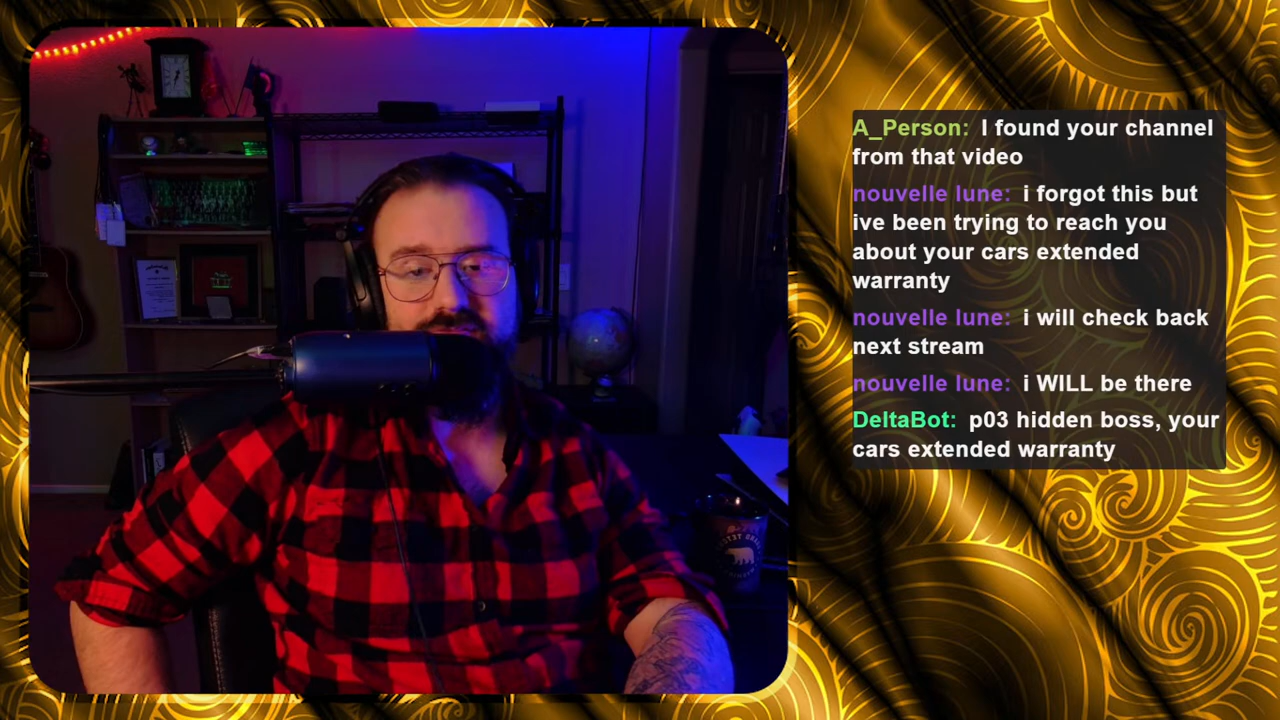 A_Person: I found your channel
from that video
nouvelle lune: i forgot this but
ive been trying to reach you
about your cars extended
warranty
nouvelle lune: i will check back
next stream
nouvelle lune: i WILL be there
DeltaBot: p03 hidden boss, your
cars extended warranty